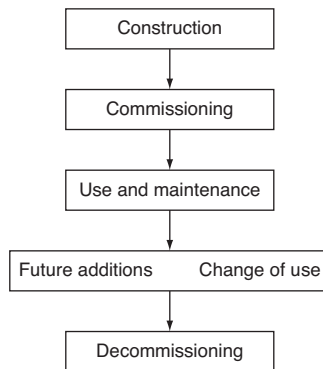 Construction
Commissioning
Use and maintenance
Future additions Change of use
Decommissioning